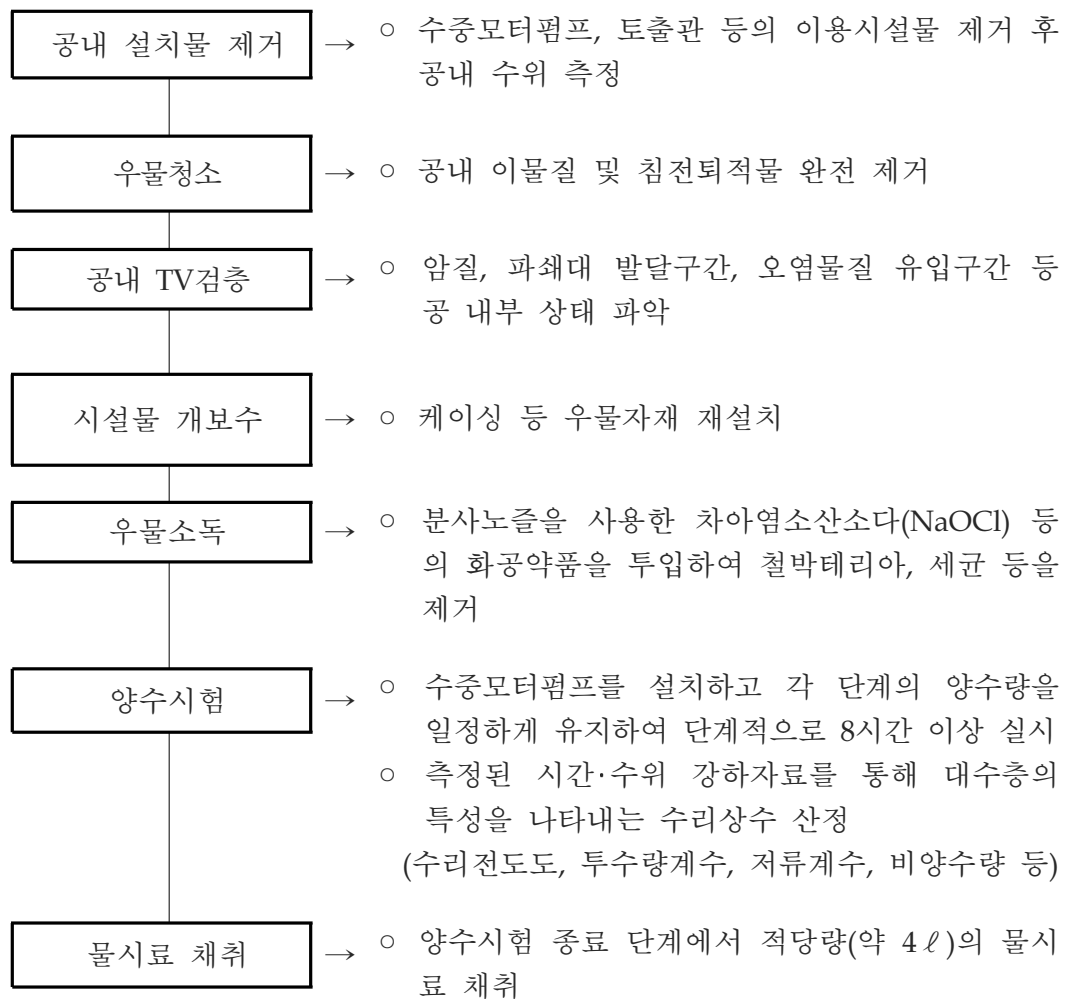 공내 설치물 제거 → ○ 수중모터펌프, 토출관 등의 이용시설물 제거 후
공내 수위 측정
우물청소 → ○ 공내 이물질 및 침전퇴적물 완전 제거
공내 TV검층 → ○ 암질, 파쇄대 발달구간, 오염물질 유입구간 등
공 내부 상태 파악
시설물 개보수 → ○ 케이싱 등 우물자재 재설치
우물소독 → ○ 분사노즐을 사용한 차아염소산소다(NaOCl) 등
의 화공약품을 투입하여 철박테리아, 세균 등을
제거
양수시험 → ○ 수중모터펌프를 설치하고 각 단계의 양수량을
일정하게 유지하여 단계적으로 8시간 이상 실시
○ 측정된 시간·수위 강하자료를 통해 대수층의
특성을 나타내는 수리상수 산정
(수리전도도, 투수량계수, 저류계수, 비양수량 등)
물시료 채취 → ○ 양수시험 종료 단계에서 적당량(약 4ℓ)의 물시
료 채취